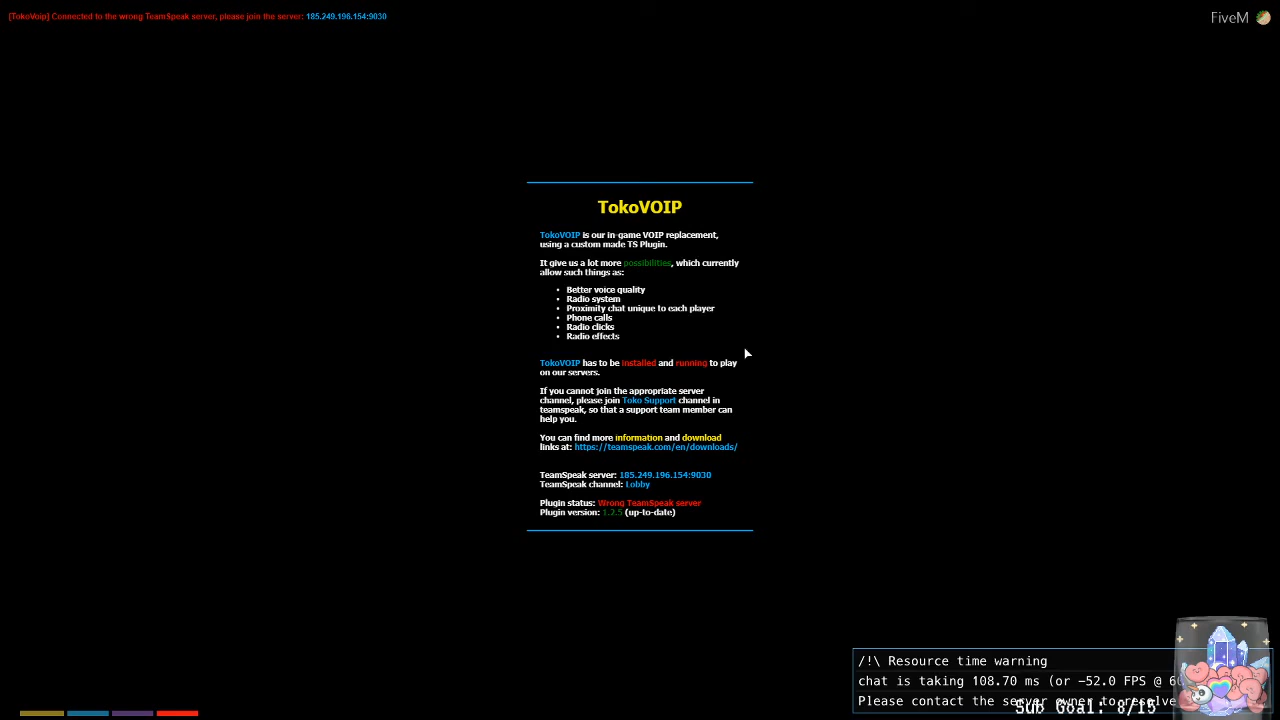 [TokoVoip] Connected to the wrong TeamSpeak server, please join the server: 185.249.196.154:9030
FiveM
TokoVOIP
TokoVOIP is our in-game VOIP replacement,
using a custom made TS Plugin.
It give us a lot more possibilities, which currently
allow such things as:
• Better voice quality
• Radio system
• Proximity chat unique to each player
• Phone calls
• Radio clicks
• Radio effects
TokoVOIP has to be installed and running to play
on our servers.
If you cannot join the appropriate server
channel, please join Toko Support channel in
teamspeak, so that a support team member can
help you.
You can find more information and download
links at: https://teamspeak.com/en/downloads/
TeamSpeak server: 185.249.196.154:9030
TeamSpeak channel: Lobby
Plugin status: Wrong TeamSpeak server
Plugin version: 1.2.5 (up-to-date)
/!\ Resource time warning
chat is taking 108.70 ms (or -52.0 FPS @ 6
Please contact the server owner to resolve
Sub Goal: 8/15